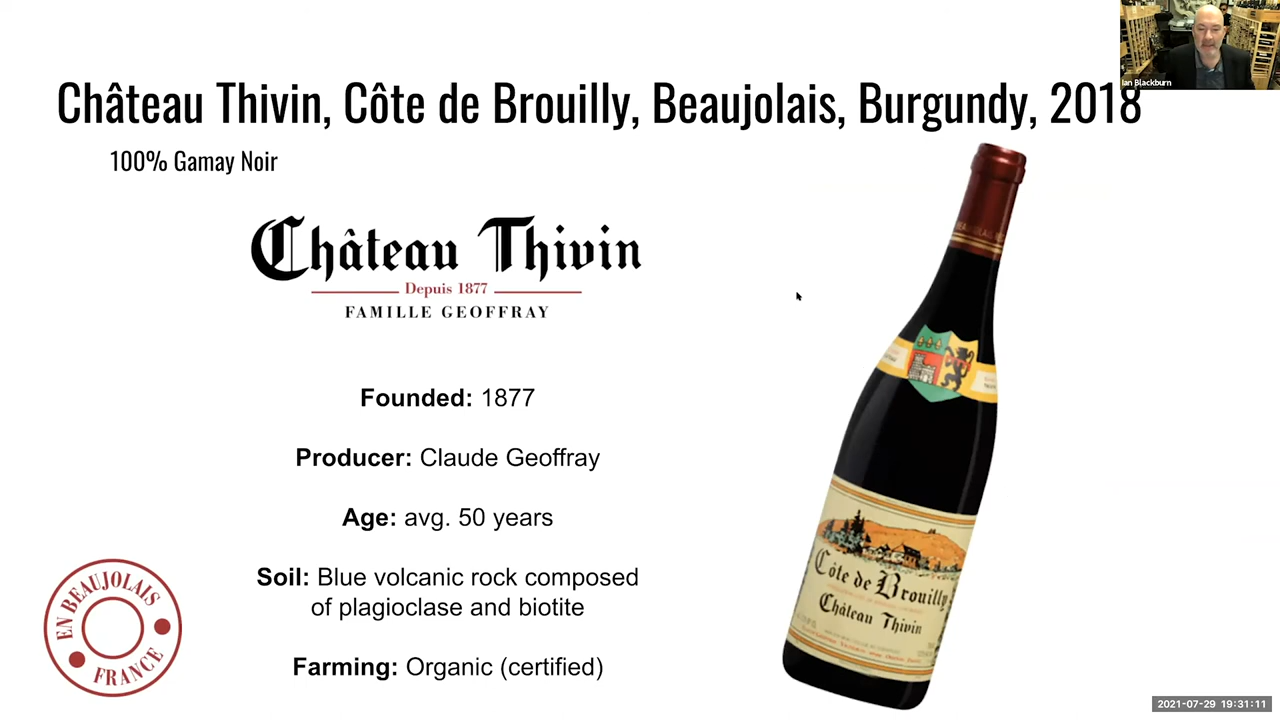 Ian Blackburn
Château Thivin, Côte de Brouilly, Beaujolais, Burgundy, 2018
100% Gamay Noir
Château Thivin
Depuis 1877
FAMILLE GEOFFRAY
Founded: 1877
Producer: Claude Geoffray
Age: avg. 50 years
Soil: Blue volcanic rock composed
of plagioclase and biotite
Farming: Organic (certified)
EN BEAUJOLAIS
FRANCE
Côte de Brouilly
Château Thivin
2021-07-29 19:31:11